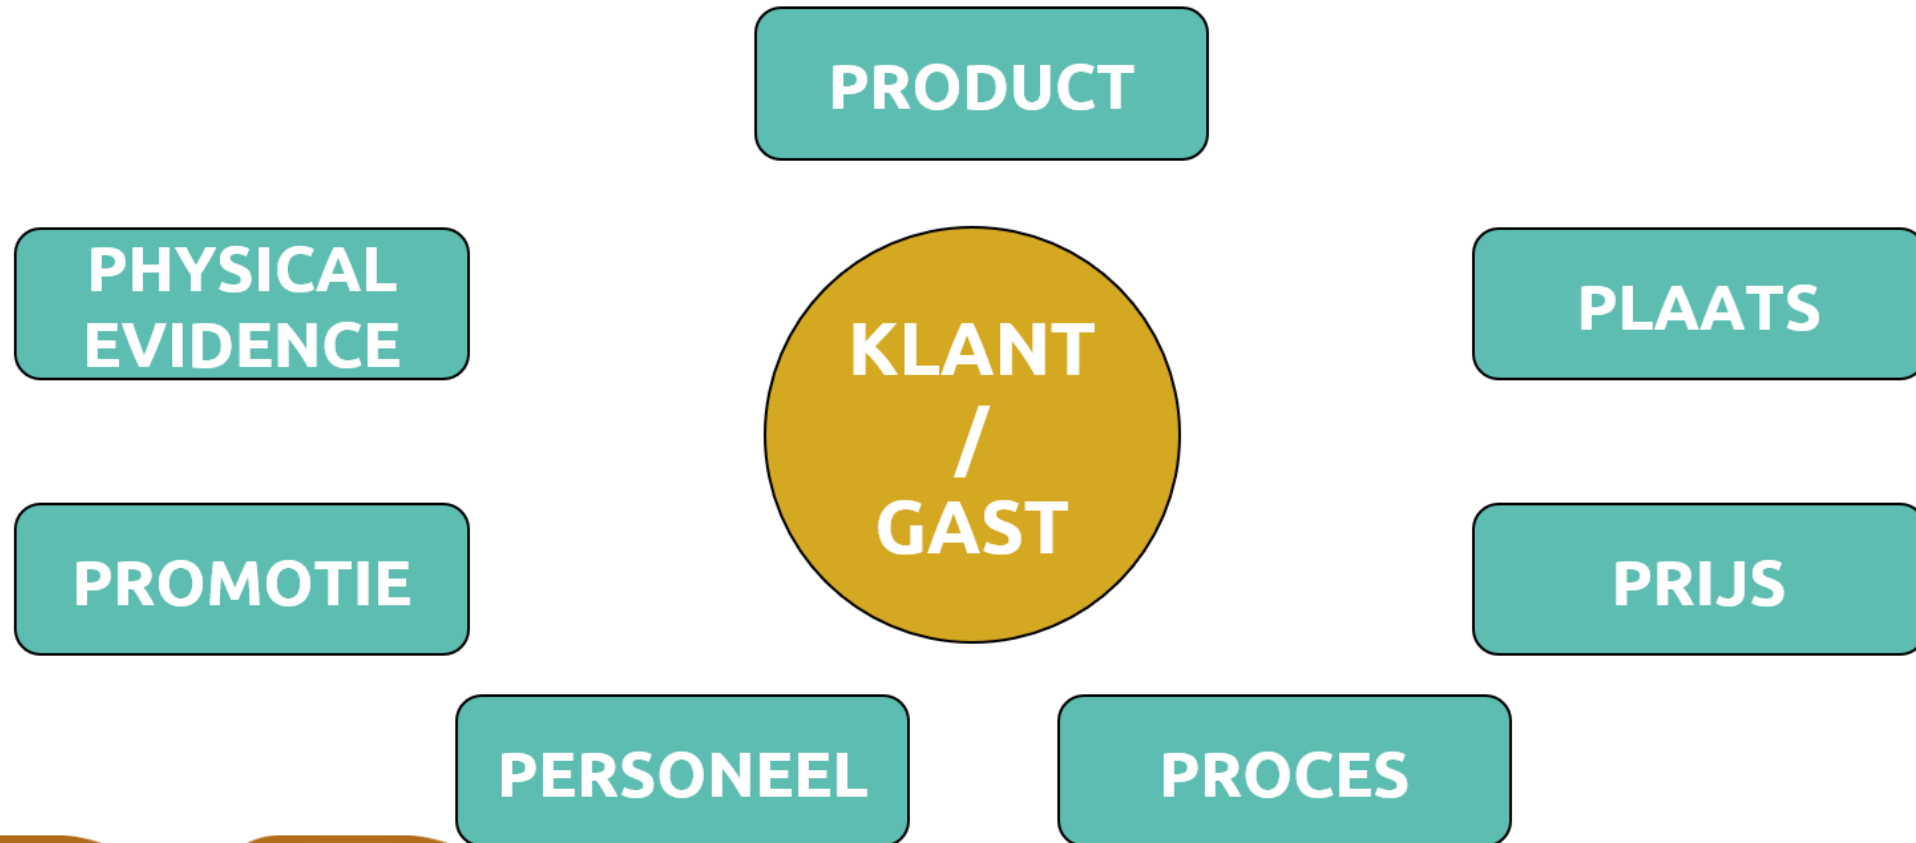 PRODUCT
PHYSICAL
EVIDENCE
KLANT
/
GAST
PLAATS
PROMOTIE
PRIJS
PERSONEEL
PROCES